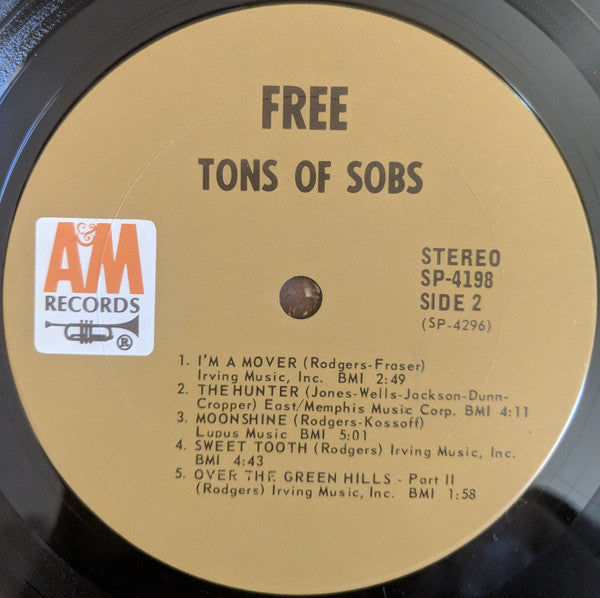 FREE
TONS OF SOBS
A&M
RECORDS
®
STEREO
SP-4198
SIDE 2
(SP-4296)
1. I'M A MOVER (Rodgers-Fraser)
Irving Music, Inc. BMI 2:49
2. THE HUNTER (Jones-Wells-Jackson-Dunn-
Cropper) East/Memphis Music Corp. BMI 4:11
3. MOONSHINE (Rodgers-Kossoff)
Lupus Music BMI 5:01
4. SWEET TOOTH (Rodgers) Irving Music, Inc.
BMI 4:43
5. OVER THE GREEN HILLS - Part II
(Rodgers) Irving Music, Inc. BMI 1:58